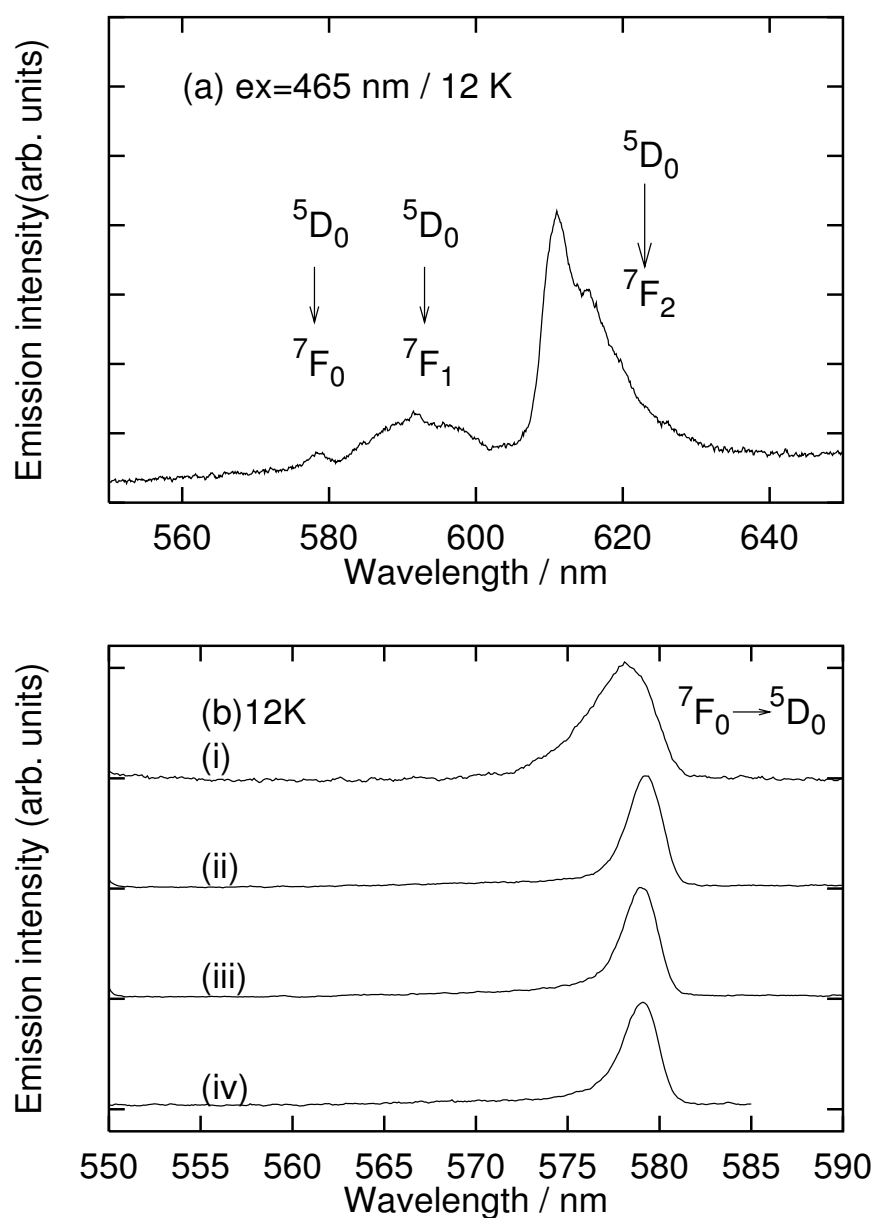 Emission intensity(arb. units)
(a) ex=465 nm / 12 K
⁵D₀
⁵D₀
⁵D₀
⁷F₀
⁷F₁
⁷F₂
560 580 600 620 640
Wavelength / nm
Emission intensity (arb. units)
(b)12K
⁷F₀ → ⁵D₀
(i)
(ii)
(iii)
(iv)
550 555 560 565 570 575 580 585 590
Wavelength / nm